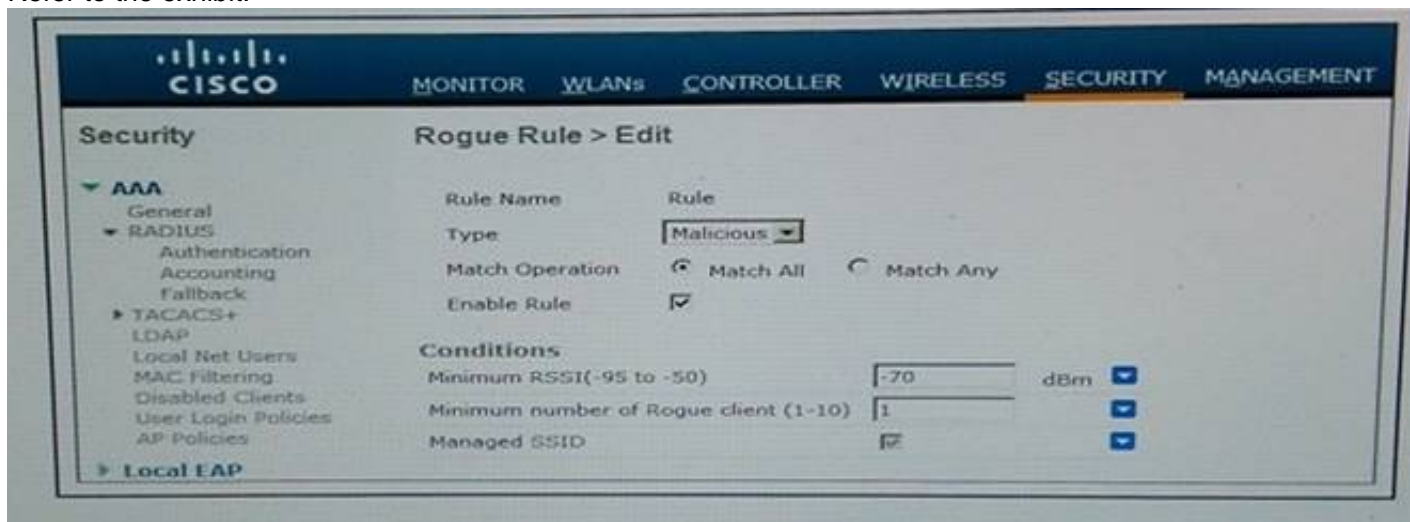 Refer to the exhibit.
CISCO
MONITOR WLANs CONTROLLER WIRELESS SECURITY MANAGEMENT
Security
Rogue Rule > Edit
AAA
General
RADIUS
Authentication
Accounting
Fallback
TACACS+
LDAP
Local Net Users
MAC Filtering
Disabled Clients
User Login Policies
AP Policies
Local EAP
Rule Name Rule
Type Malicious
Match Operation Match All Match Any
Enable Rule
Conditions
Minimum RSSI(-95 to -50) -70 dBm
Minimum number of Rogue client (1-10) 1
Managed SSID